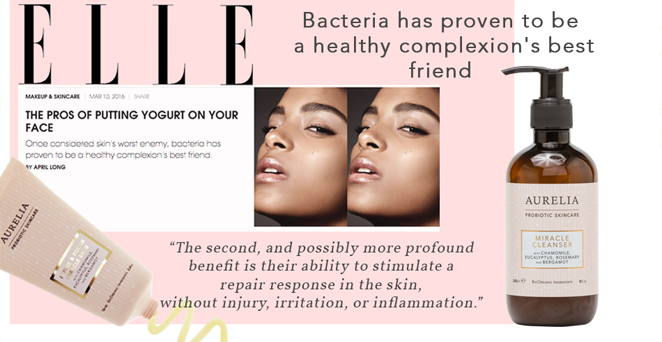 ELLE
Bacteria has proven to be
a healthy complexion's best
friend
MAKEUP & SKINCARE | MAR 13, 2016 | SHARE
THE PROS OF PUTTING YOGURT ON YOUR
FACE
Once considered skin's worst enemy, bacteria has
proven to be a healthy complexion's best friend.
BY APRIL LONG
AURELIA
PROBIOTIC SKINCARE
"The second, and possibly more profound
benefit is their ability to stimulate a
repair response in the skin,
without injury, irritation, or inflammation."
AURELIA
PROBIOTIC SKINCARE
MIRACLE
CLEANSER
WITH CHAMOMILE,
EUCALYPTUS, ROSEMARY
AND BERGAMOT